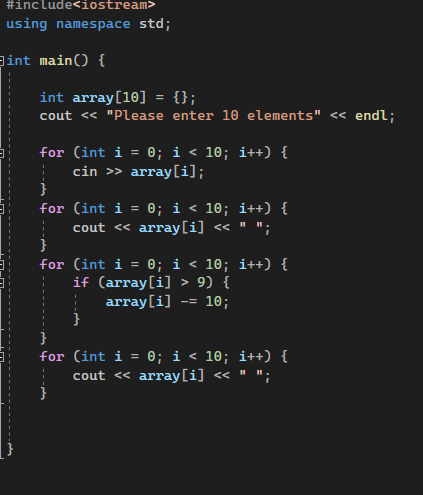 #include<iostream>
using namespace std;
int main() {
    int array[10] = {};
    cout << "Please enter 10 elements" << endl;
    for (int i = 0; i < 10; i++) {
        cin >> array[i];
    }
    for (int i = 0; i < 10; i++) {
        cout << array[i] << " ";
    }
    for (int i = 0; i < 10; i++) {
        if (array[i] > 9) {
            array[i] -= 10;
        }
    }
    for (int i = 0; i < 10; i++) {
        cout << array[i] << " ";
    }
}